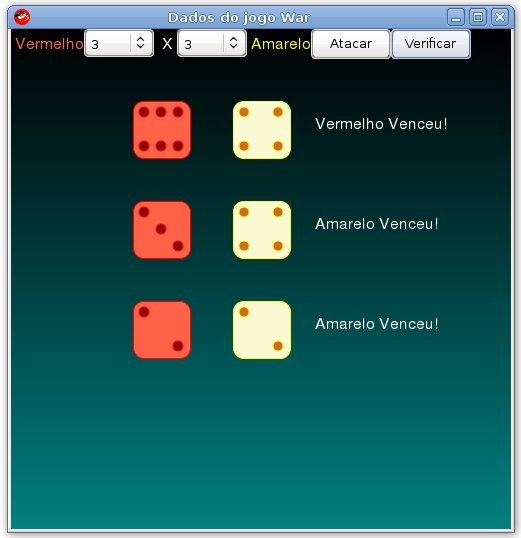 Dados do jogo War
Vermelho 3 X 3 Amarelo Atacar Verificar
Vermelho Venceu!
Amarelo Venceu!
Amarelo Venceu!